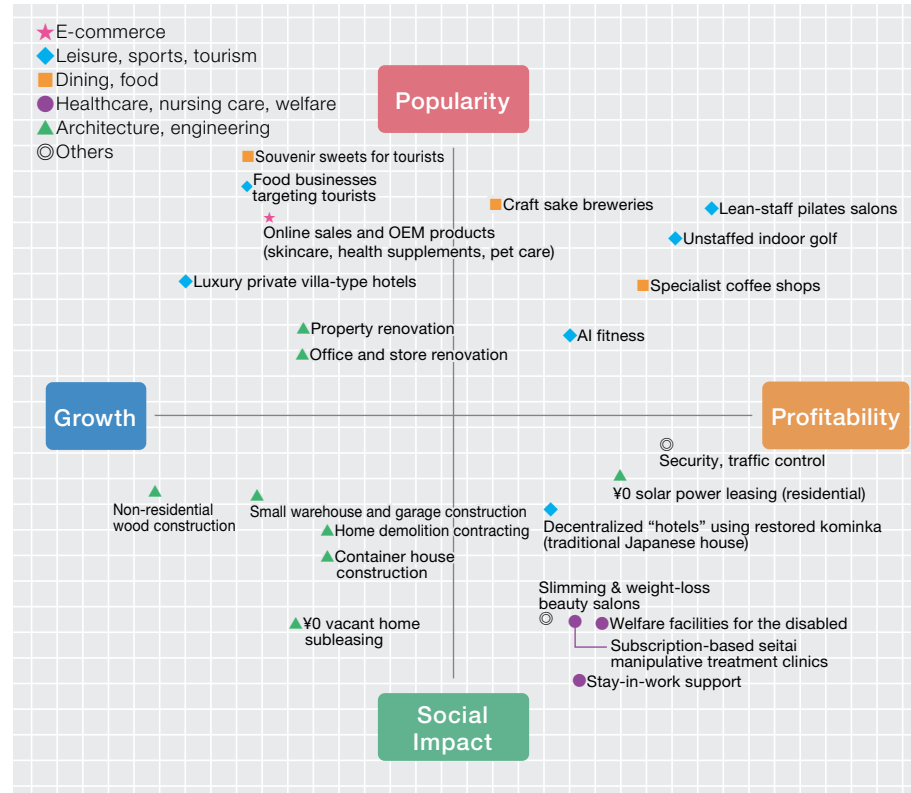 E-commerce
Leisure, sports, tourism
Dining, food
Healthcare, nursing care, welfare
Architecture, engineering
Others
Popularity
Souvenir sweets for tourists
Food businesses
targeting tourists
Online sales and OEM products
(skincare, health supplements, pet care)
Luxury private villa-type hotels
Property renovation
Office and store renovation
Craft sake breweries
Lean-staff pilates salons
Unstaffed indoor golf
Specialist coffee shops
AI fitness
Growth
Profitability
Non-residential
wood construction
Small warehouse and garage construction
Home demolition contracting
Container house
construction
¥0 vacant home
subleasing
Security, traffic control
¥0 solar power leasing (residential)
Decentralized “hotels” using restored kominka
(traditional Japanese house)
Slimming & weight-loss
beauty salons
Welfare facilities for the disabled
Subscription-based seitai
manipulative treatment clinics
Stay-in-work support
Social
Impact